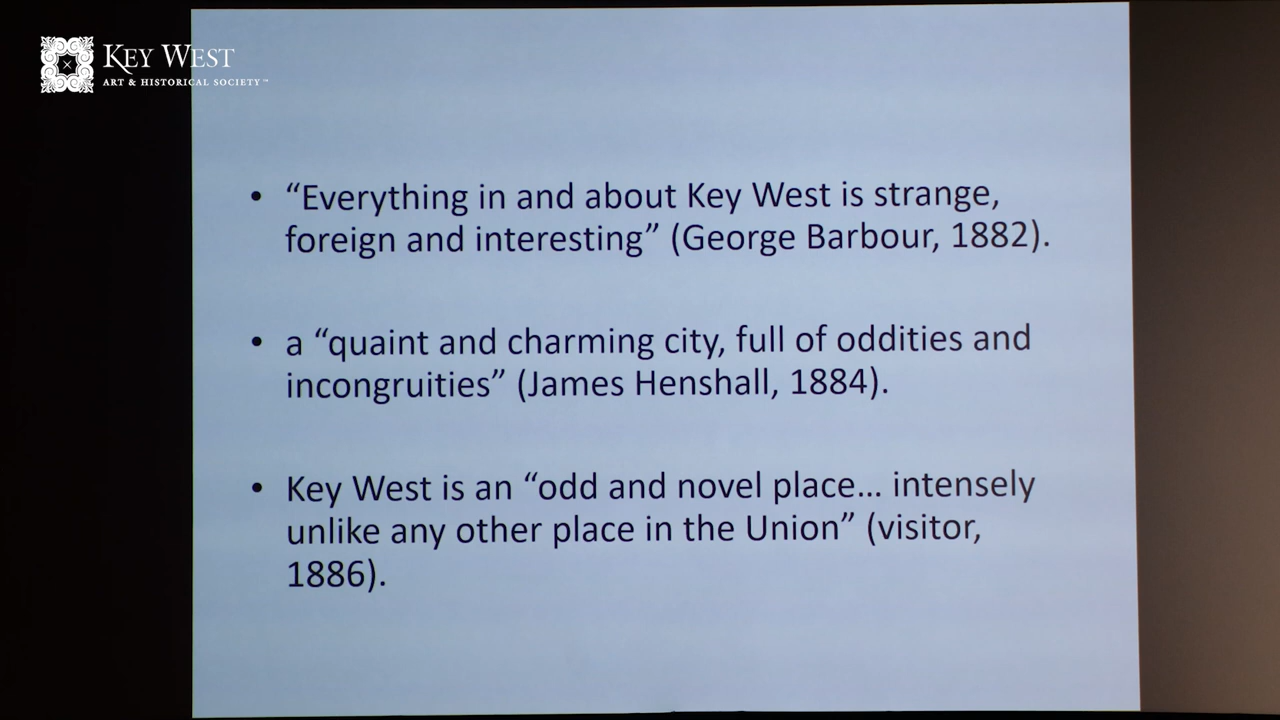 KEY WEST
ART & HISTORICAL SOCIETY™
• “Everything in and about Key West is strange,
foreign and interesting” (George Barbour, 1882).
• a “quaint and charming city, full of oddities and
incongruities” (James Henshall, 1884).
• Key West is an “odd and novel place... intensely
unlike any other place in the Union” (visitor,
1886).